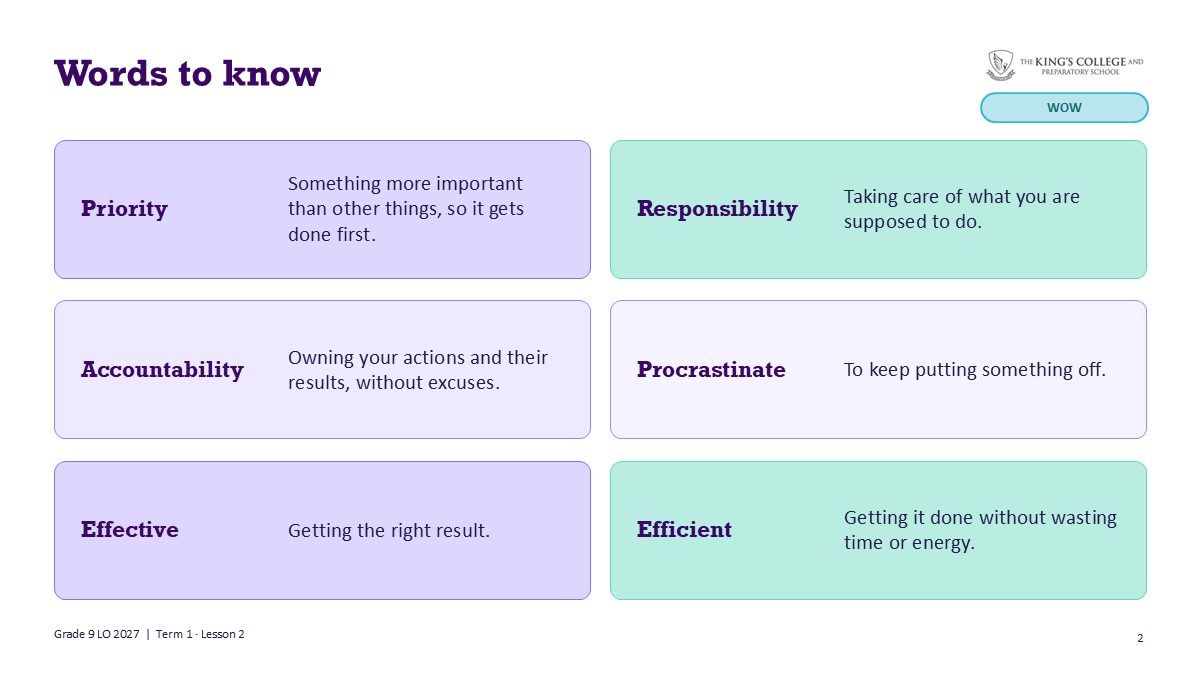 Words to know
THE KING'S COLLEGE AND
PREPARATORY SCHOOL
WOW
Priority
Something more important
than other things, so it gets
done first.
Responsibility
Taking care of what you are
supposed to do.
Accountability
Owning your actions and their
results, without excuses.
Procrastinate
To keep putting something off.
Effective
Getting the right result.
Efficient
Getting it done without wasting
time or energy.
Grade 9 LO 2027 | Term 1 · Lesson 2
2